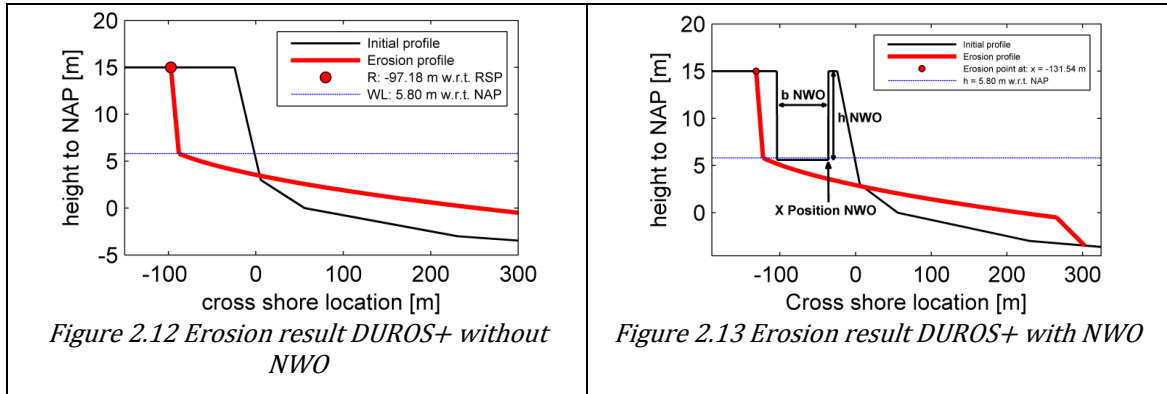 20
15
10
5
0
-5
height to NAP [m]
Initial profile
Erosion profile
R: -97.18 m w.r.t. RSP
WL: 5.80 m w.r.t. NAP
-100
0
100
200
300
cross shore location [m]
Figure 2.12 Erosion result DUROS+ without
NWO
20
15
10
5
0
height to NAP [m]
Initial profile
Erosion profile
Erosion point at: x = -131.54 m
h = 5.80 m w.r.t. NAP
b NWO
h NWO
X Position NWO
-100
0
100
200
300
Cross shore location [m]
Figure 2.13 Erosion result DUROS+ with NWO